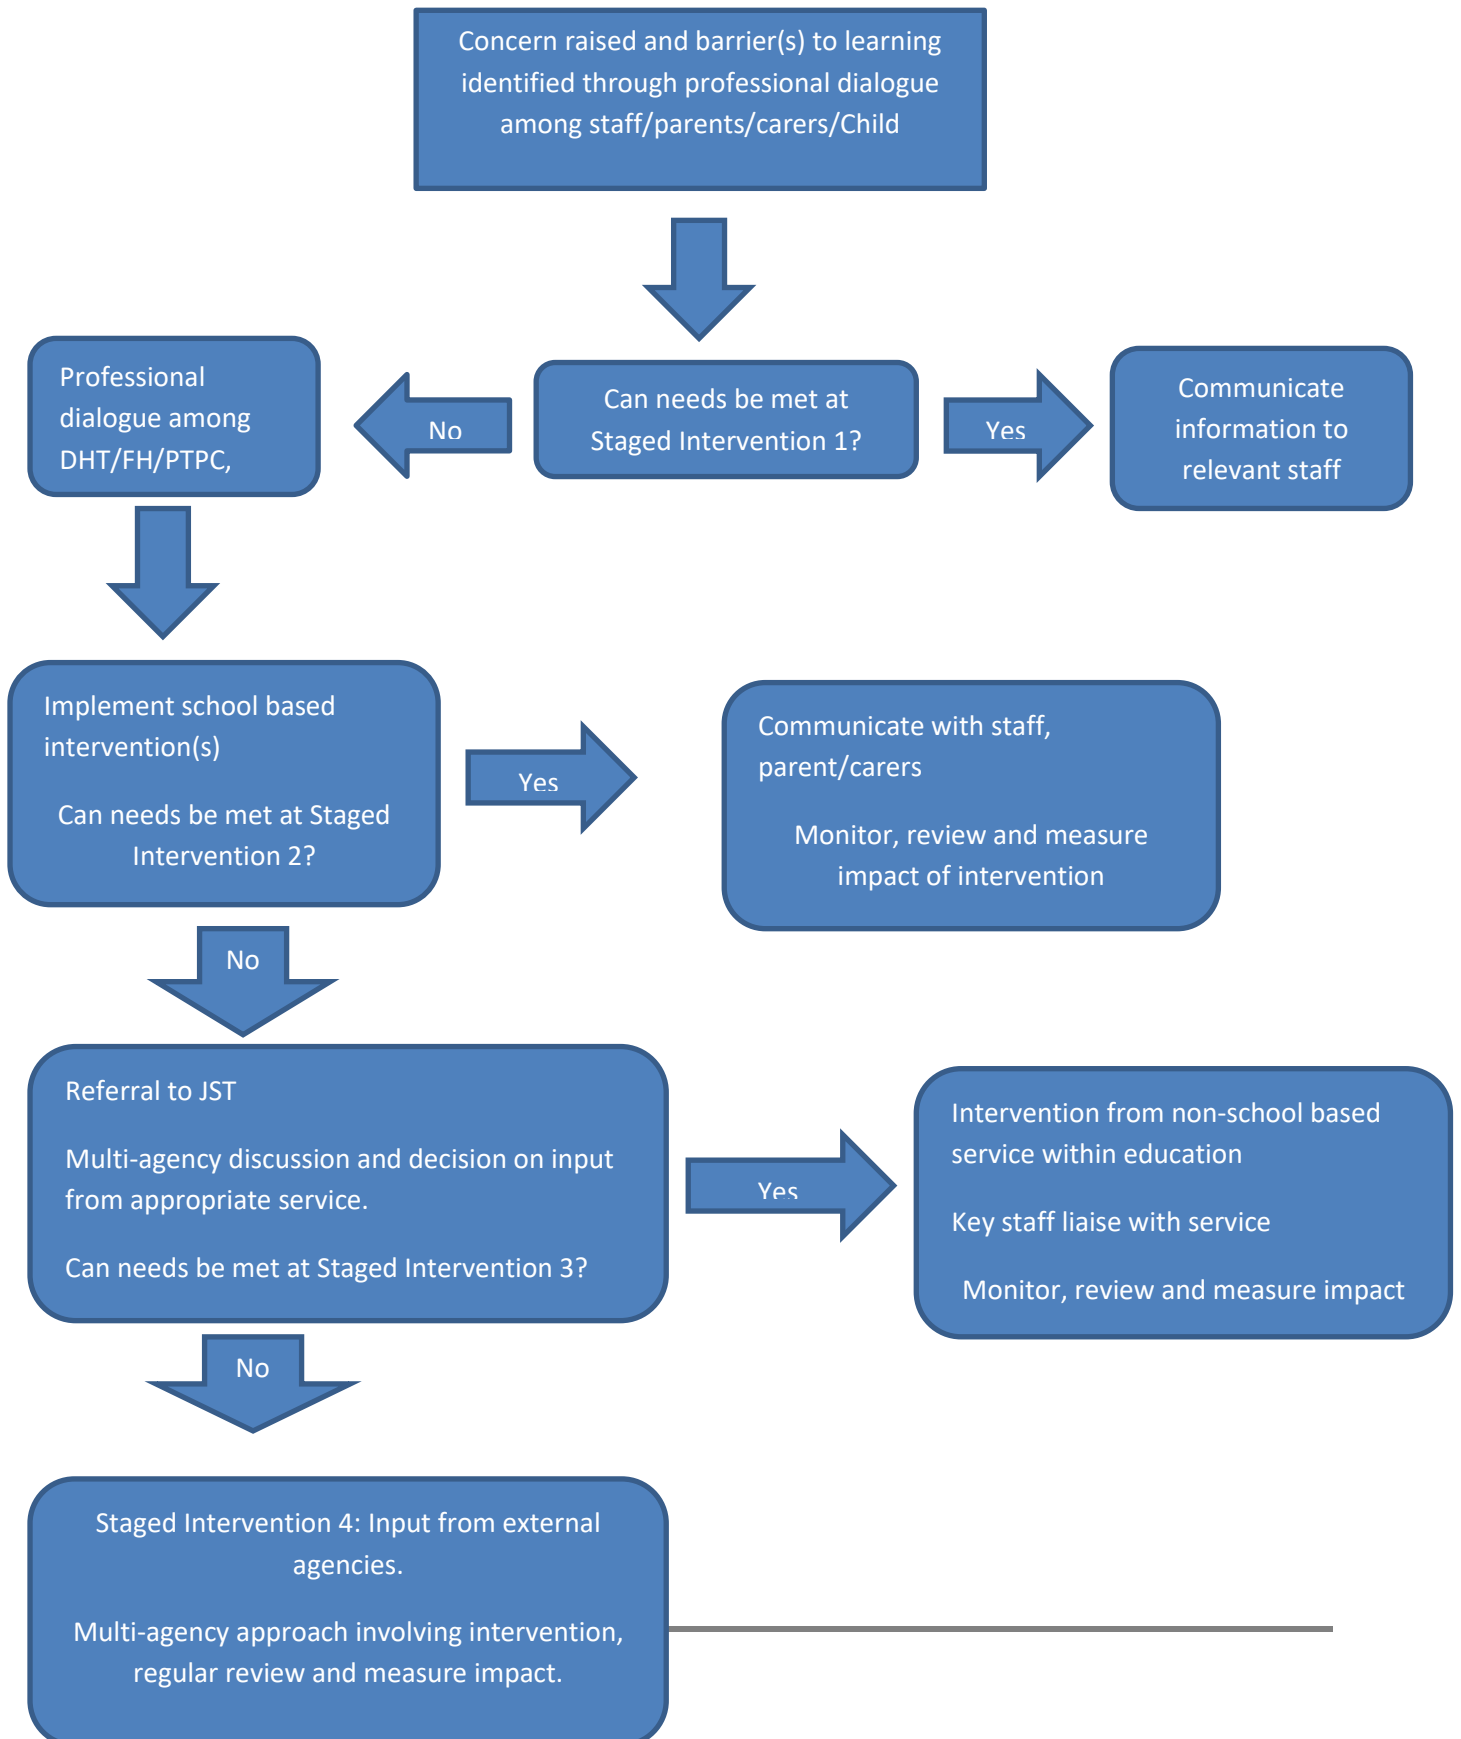 Concern raised and barrier(s) to learning
identified through professional dialogue
among staff/parents/carers/Child
Professional
dialogue among
DHT/FH/PTPC,
No
Can needs be met at
Staged Intervention 1?
Yes
Communicate
information to
relevant staff
Implement school based
intervention(s)
Can needs be met at Staged
Intervention 2?
Yes
Communicate with staff,
parent/carers
Monitor, review and measure
impact of intervention
No
Referral to JST
Multi-agency discussion and decision on input
from appropriate service.
Can needs be met at Staged Intervention 3?
Yes
Intervention from non-school based
service within education
Key staff liaise with service
Monitor, review and measure impact
No
Staged Intervention 4: Input from external
agencies.
Multi-agency approach involving intervention,
regular review and measure impact.